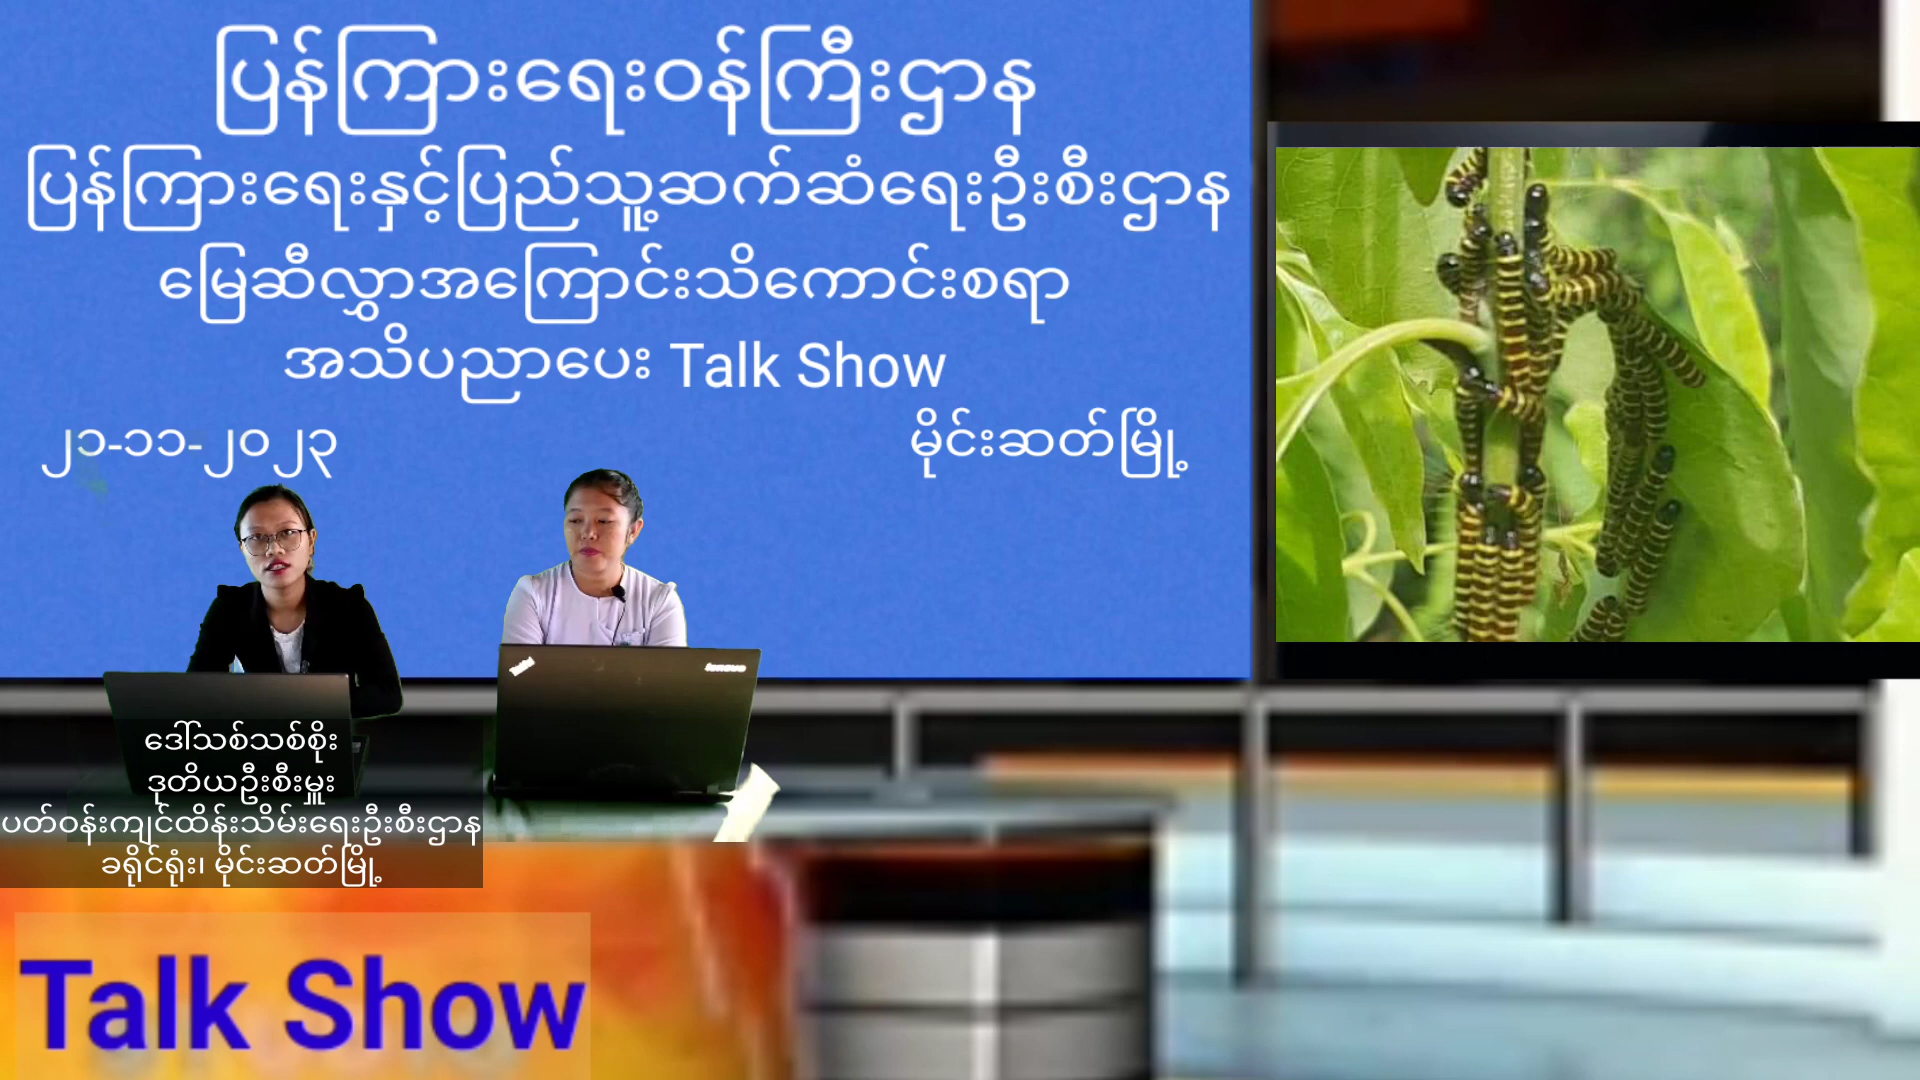 ပြန်ကြားရေးဝန်ကြီးဌာန
ပြန်ကြားရေးနှင့်ပြည်သူ့ဆက်ဆံရေးဦးစီးဌာန
မြေဆီလွှာအကြောင်းသိကောင်းစရာ
အသိပညာပေး Talk Show
၂၁-၁၁-၂၀၂၃
မိုင်းဆတ်မြို့
lenovo
ဒေါ်သစ်သစ်စိုး
ဒုတိယဦးစီးမှူး
ပတ်ဝန်းကျင်ထိန်းသိမ်းရေးဦးစီးဌာန
ခရိုင်ရုံး၊ မိုင်းဆတ်မြို့
Talk Show